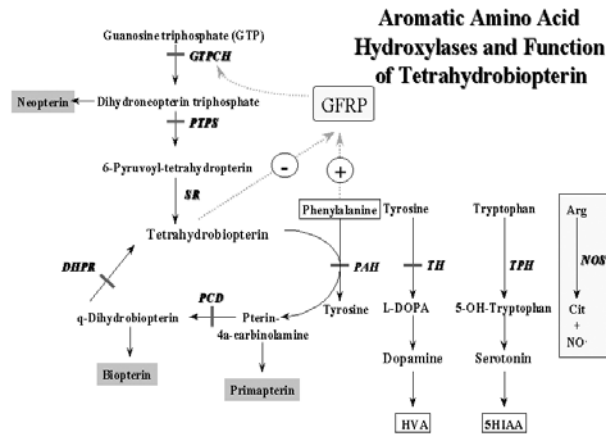 Aromatic Amino Acid
Hydroxylases and Function
of Tetrahydrobiopterin
Guanosine triphosphate (GTP)
GTPCH
Neopterin
Dihydroneopterin triphosphate
GFRP
PTPS
6-Pyruvoyl-tetrahydropterin
-
+
SR
Phenylalanine
Tyrosine
Tryptophan
Arg
Tetrahydrobiopterin
DHPR
PAH
TH
TPH
NOS
PCD
q-Dihydrobiopterin
Pterin-
4a-carbinolamine
Tyrosine
L-DOPA
5-OH-Tryptophan
Cit
+
NO·
Biopterin
Primapterin
Dopamine
Serotonin
HVA
5HIAA